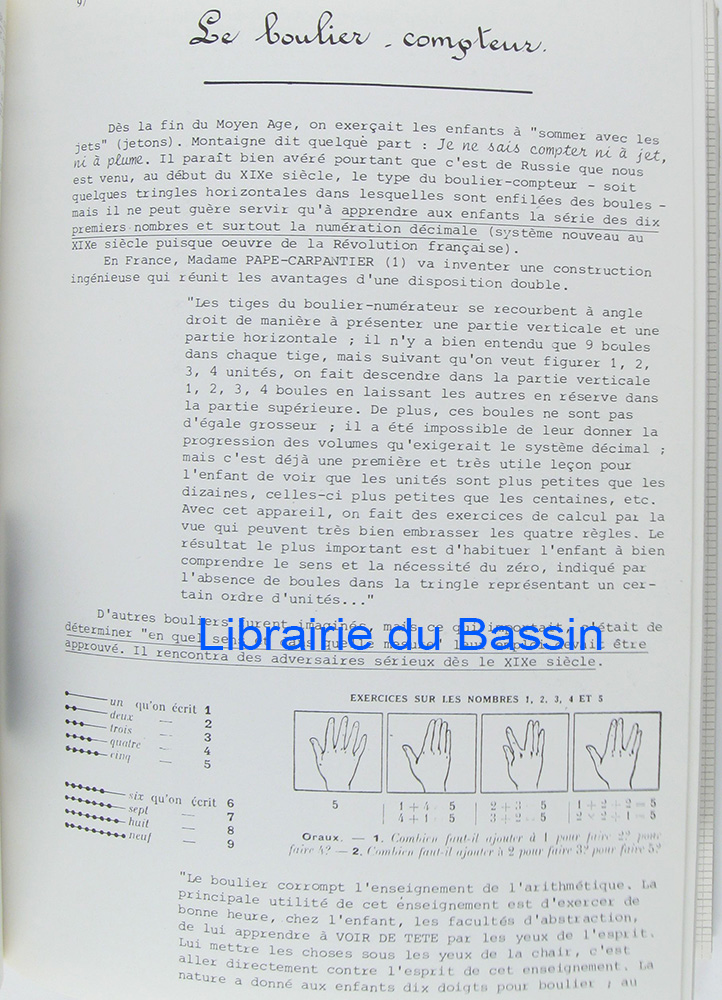 97
Le boulier - compteur.
Dès la fin du Moyen Age, on exerçait les enfants à "sommer avec les
jets" (jetons). Montaigne dit quelque part : Je ne sais compter ni à jet,
ni à plume. Il paraît bien avéré pourtant que c'est de Russie que nous
est venu, au début du XIXe siècle, le type du boulier-compteur - soit
quelques tringles horizontales dans lesquelles sont enfilées des boules -
mais il ne peut guère servir qu'à apprendre aux enfants la série des dix
premiers nombres et surtout la numération décimale (système nouveau au
XIXe siècle puisque oeuvre de la Révolution française).
En France, Madame PAPE-CARPANTIER (1) va inventer une construction
ingénieuse qui réunit les avantages d'une disposition double.
"Les tiges du boulier-numérateur se recourbent à angle
droit de manière à présenter une partie verticale et une
partie horizontale ; il n'y a bien entendu que 9 boules
dans chaque tige, mais suivant qu'on veut figurer 1, 2,
3, 4 unités, on fait descendre dans la partie verticale
1, 2, 3, 4 boules en laissant les autres en réserve dans
la partie supérieure. De plus, ces boules ne sont pas
d'égale grosseur ; il a été impossible de leur donner la
progression des volumes qu'exigerait le système décimal ;
mais c'est déjà une première et très utile leçon pour
l'enfant de voir que les unités sont plus petites que les
dizaines, celles-ci plus petites que les centaines, etc.
Avec cet appareil, on fait des exercices de calcul par la
vue qui peuvent très bien embrasser les quatre règles. Le
résultat le plus important est d'habituer l'enfant à bien
comprendre le sens et la nécessité du zéro, indiqué par
l'absence de boules dans la tringle représentant un cer-
tain ordre d'unités..."
D'autres bouliers furent imaginés, mais ce qui importait, c'était de
déterminer "en quel sens et dans quelle mesure" leur emploi devait être
approuvé. Il rencontra des adversaires sérieux dès le XIXe siècle.
Librairie du Bassin
un qu'on écrit 1
deux — 2
trois — 3
quatre — 4
cinq — 5
six qu'on écrit 6
sept — 7
huit — 8
neuf — 9
EXERCICES SUR LES NOMBRES 1, 2, 3, 4 ET 5
5 1 + 4 = 5 2 + 3 = 5 1 + 2 + 2 = 5
4 + 1 = 5 3 + 2 = 5 2 × 2 + 1 = 5
Oraux. — 1. Combien faut-il ajouter à 1 pour faire 2? pour
faire 4? — 2. Combien faut-il ajouter à 2 pour faire 3? pour faire 5?
"Le boulier corrompt l'enseignement de l'arithmétique. La
principale utilité de cet enseignement est d'exercer de
bonne heure, chez l'enfant, les facultés d'abstraction,
de lui apprendre à VOIR DE TETE par les yeux de l'esprit.
Lui mettre les choses sous les yeux de la chair, c'est
aller directement contre l'esprit de cet enseignement. La
nature a donné aux enfants dix doigts pour boulier ; au